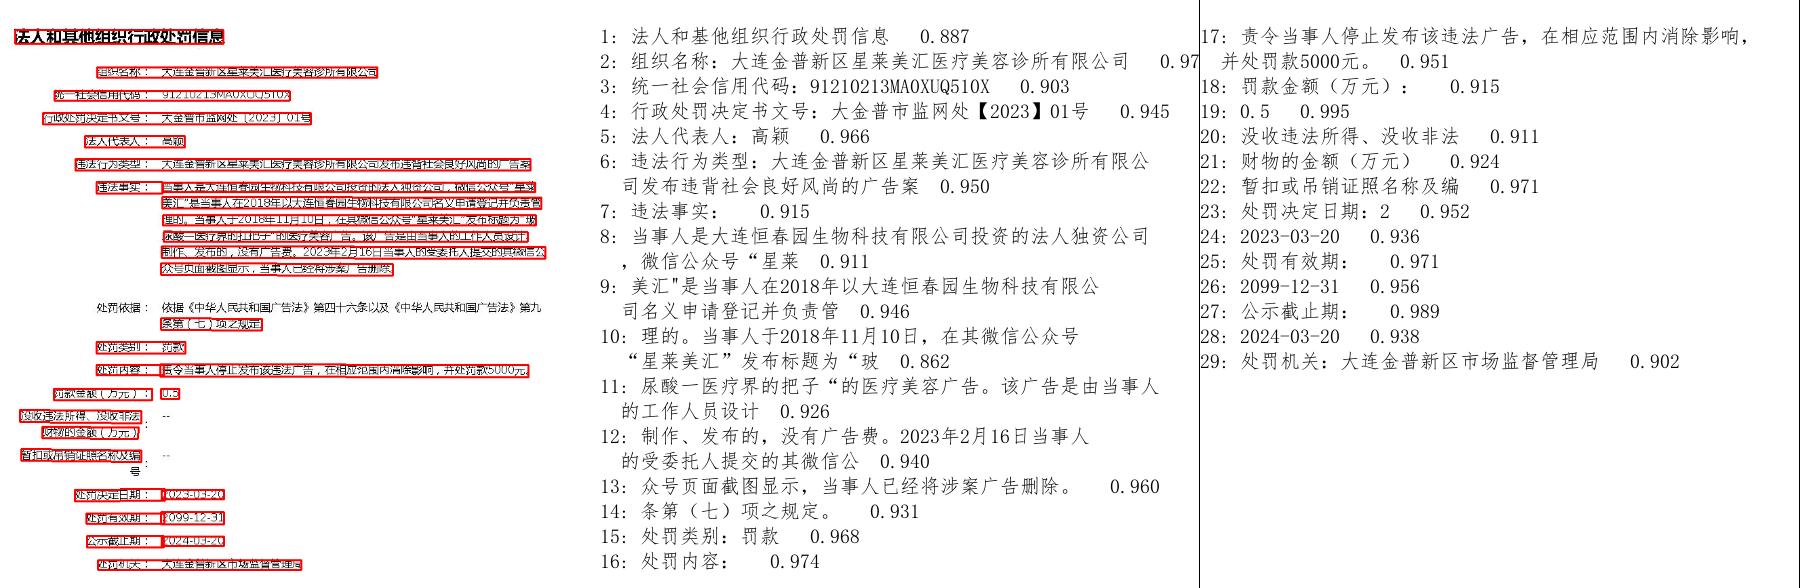 法人和其他组织行政处罚信息
组织名称： 大连金普新区星莱美汇医疗美容诊所有限公司
统一社会信用代码： 91210213MA0XUQ510X
行政处罚决定书文号： 大金普市监网处〔2023〕01号
法人代表人： 高颖
违法行为类型： 大连金普新区星莱美汇医疗美容诊所有限公司发布违背社会良好风尚的广告案
违法事实： 当事人是大连恒春园生物科技有限公司投资的法人独资公司，微信公众号“星莱
美汇”是当事人在2018年以大连恒春园生物科技有限公司名义申请登记并负责管
理的。当事人于2018年11月10日，在其微信公众号“星莱美汇”发布标题为“玻
尿酸—医疗界的扛把子”的医疗美容广告。该广告是由当事人的工作人员设计、
制作、发布的，没有广告费。2023年2月16日当事人的受委托人提交的其微信公
众号页面截图显示，当事人已经将涉案广告删除。
处罚依据： 依据《中华人民共和国广告法》第四十六条以及《中华人民共和国广告法》第九
条第（七）项之规定。
处罚类别： 罚款
处罚内容： 责令当事人停止发布该违法广告，在相应范围内消除影响，并处罚款5000元。
罚款金额（万元）： 0.5
没收违法所得、没收非法
财物的金额（万元）
： --
暂扣或吊销证照名称及编
号
： --
处罚决定日期： 2023-03-20
处罚有效期： 2099-12-31
公示截止期： 2024-03-20
处罚机关： 大连金普新区市场监督管理局
1: 法人和基他组织行政处罚信息 0.887
2: 组织名称：大连金普新区星莱美汇医疗美容诊所有限公司 0.97
3: 统一社会信用代码：91210213MA0XUQ510X 0.903
4: 行政处罚决定书文号：大金普市监网处【2023】01号 0.945
5: 法人代表人：高颖 0.966
6: 违法行为类型：大连金普新区星莱美汇医疗美容诊所有限公
司发布违背社会良好风尚的广告案 0.950
7: 违法事实： 0.915
8: 当事人是大连恒春园生物科技有限公司投资的法人独资公司
，微信公众号“星莱 0.911
9: 美汇"是当事人在2018年以大连恒春园生物科技有限公
司名义申请登记并负责管 0.946
10: 理的。当事人于2018年11月10日，在其微信公众号
“星莱美汇”发布标题为“玻 0.862
11: 尿酸一医疗界的把子“的医疗美容广告。该广告是由当事人
的工作人员设计 0.926
12: 制作、发布的，没有广告费。2023年2月16日当事人
的受委托人提交的其微信公 0.940
13: 众号页面截图显示，当事人已经将涉案广告删除。 0.960
14: 条第（七）项之规定。 0.931
15: 处罚类别：罚款 0.968
16: 处罚内容： 0.974
17: 责令当事人停止发布该违法广告，在相应范围内消除影响，
并处罚款5000元。 0.951
18: 罚款金额（万元）： 0.915
19: 0.5 0.995
20: 没收违法所得、没收非法 0.911
21: 财物的金额（万元） 0.924
22: 暂扣或吊销证照名称及编 0.971
23: 处罚决定日期：2 0.952
24: 2023-03-20 0.936
25: 处罚有效期： 0.971
26: 2099-12-31 0.956
27: 公示截止期： 0.989
28: 2024-03-20 0.938
29: 处罚机关：大连金普新区市场监督管理局 0.902